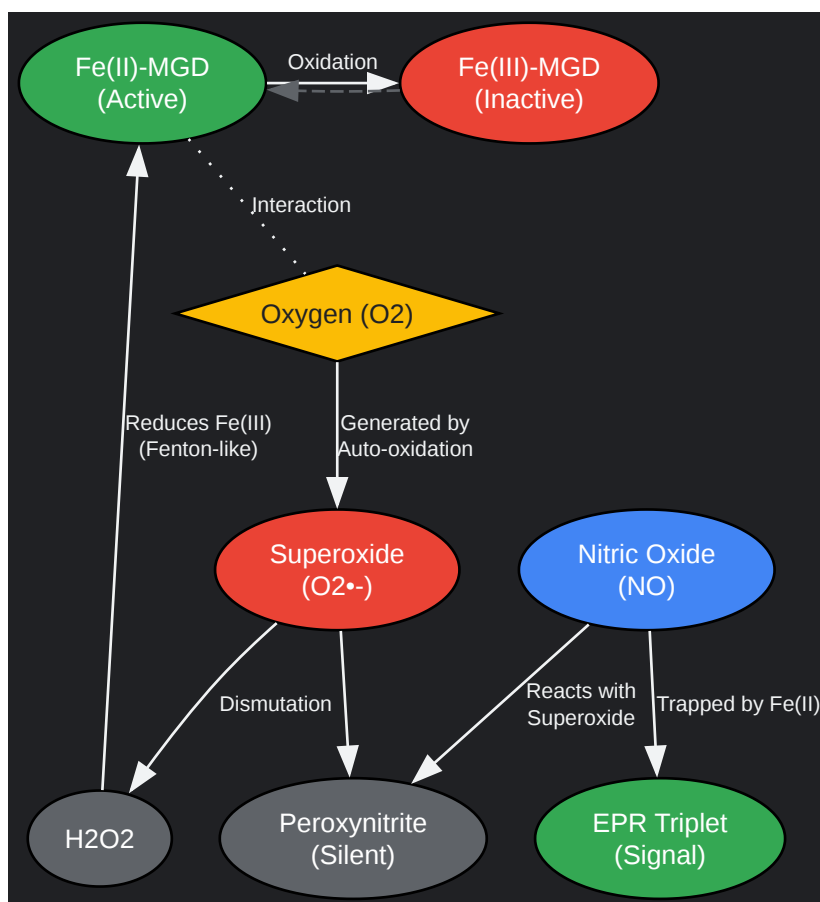 Fe(II)-MGD
(Active)
Oxidation
Fe(III)-MGD
(Inactive)
Interaction
Oxygen (O2)
Reduces Fe(III)
(Fenton-like)
Generated by
Auto-oxidation
Superoxide
(O2•-)
Nitric Oxide
(NO)
Dismutation
Reacts with
Superoxide
Trapped by Fe(II)
H2O2
Peroxynitrite
(Silent)
EPR Triplet
(Signal)